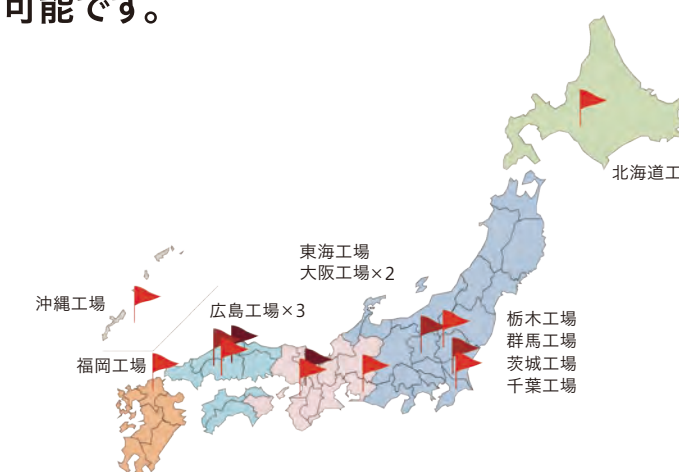 可能です。
北海道工
東海工場
大阪工場×2
沖縄工場
広島工場×3
福岡工場
栃木工場
群馬工場
茨城工場
千葉工場